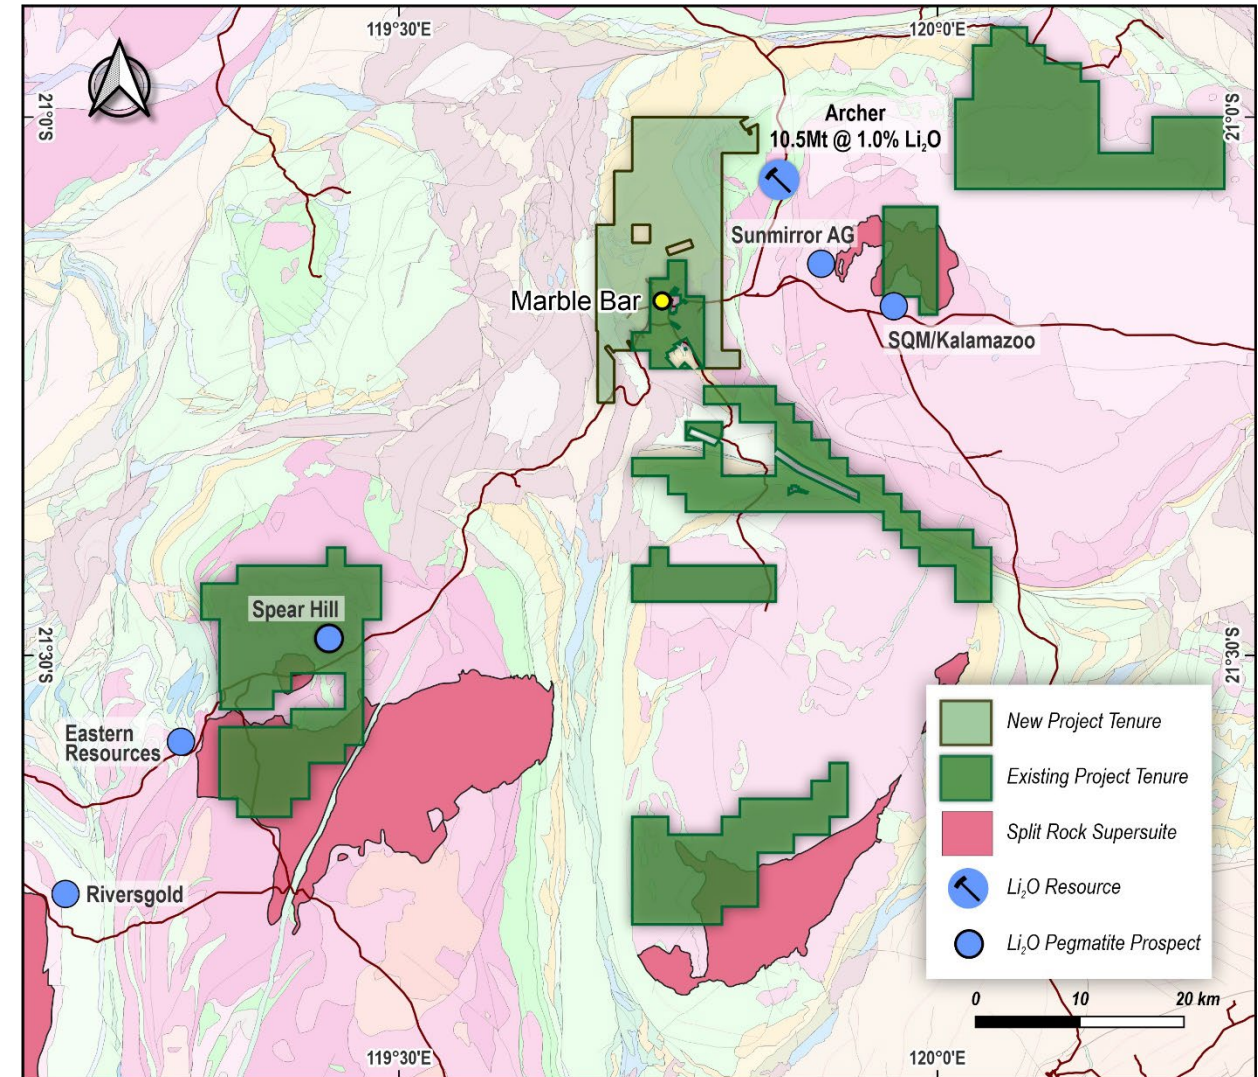 119°30'E
120°0'E
21°0'S
21°0'S
Archer
10.5Mt @ 1.0% Li₂O
Sunmirror AG
Marble Bar
SQM/Kalamazoo
Spear Hill
21°30'S
21°30'S
Eastern
Resources
Riversgold
New Project Tenure
Existing Project Tenure
Split Rock Supersuite
Li₂O Resource
Li₂O Pegmatite Prospect
0 10 20 km
119°30'E
120°0'E